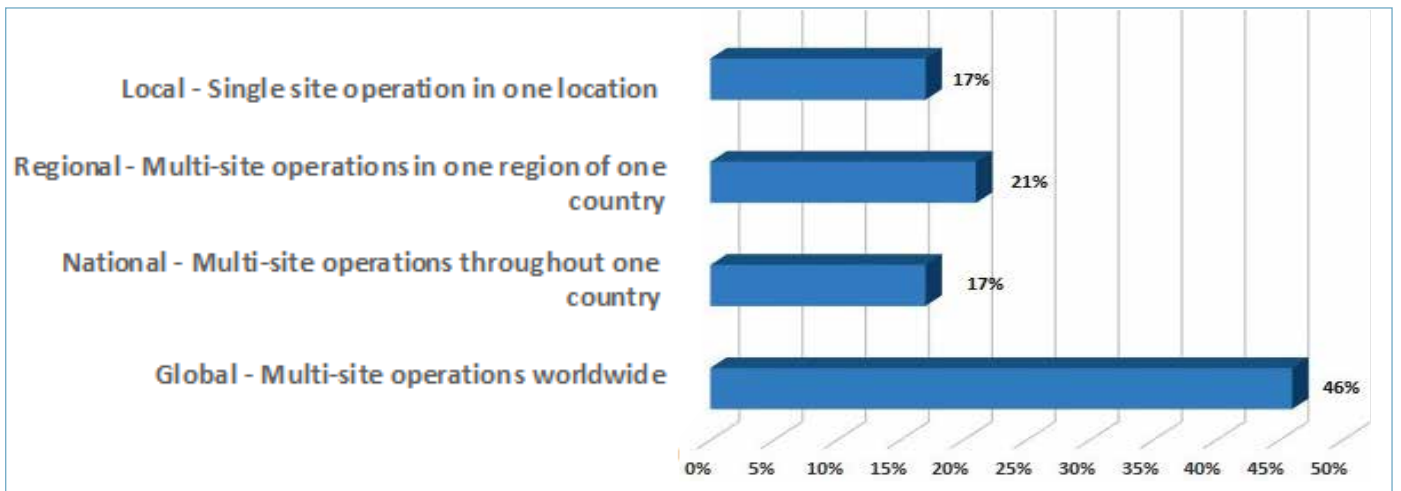 Local - Single site operation in one location
17%
Regional - Multi-site operations in one region of one
country
21%
National - Multi-site operations throughout one
country
17%
Global - Multi-site operations worldwide
46%
0% 5% 10% 15% 20% 25% 30% 35% 40% 45% 50%